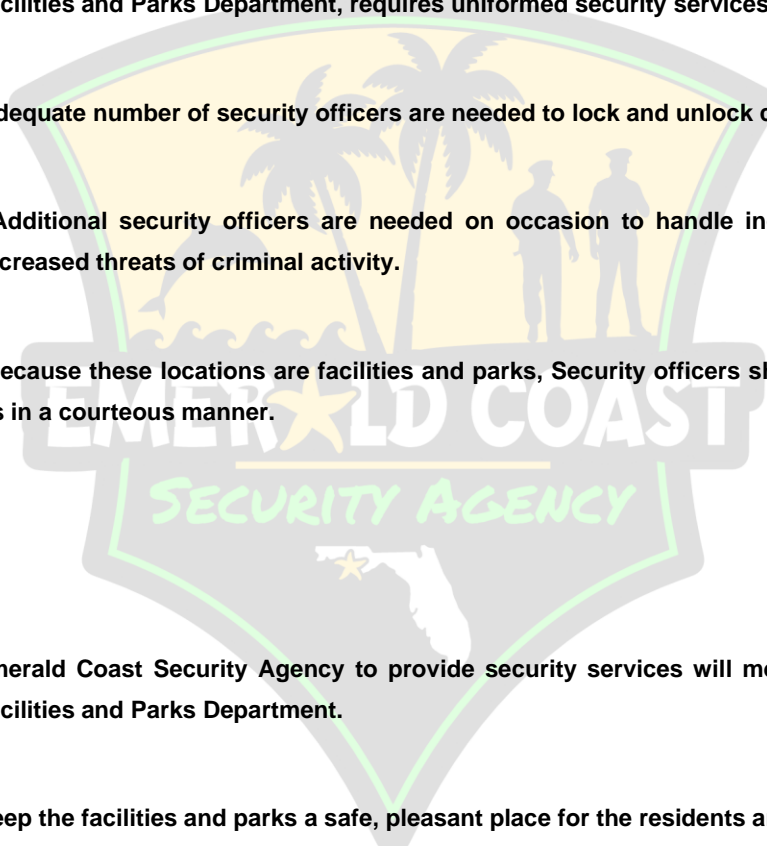 cilities and Parks Department, requires uniformed security services
dequate number of security officers are needed to lock and unlock
Additional security officers are needed on occasion to handle in
creased threats of criminal activity.
ecause these locations are facilities and parks, Security officers sh
s in a courteous manner.
EMERALD COAST
SECURITY AGENCY
merald Coast Security Agency to provide security services will m
cilities and Parks Department.
eep the facilities and parks a safe, pleasant place for the residents a